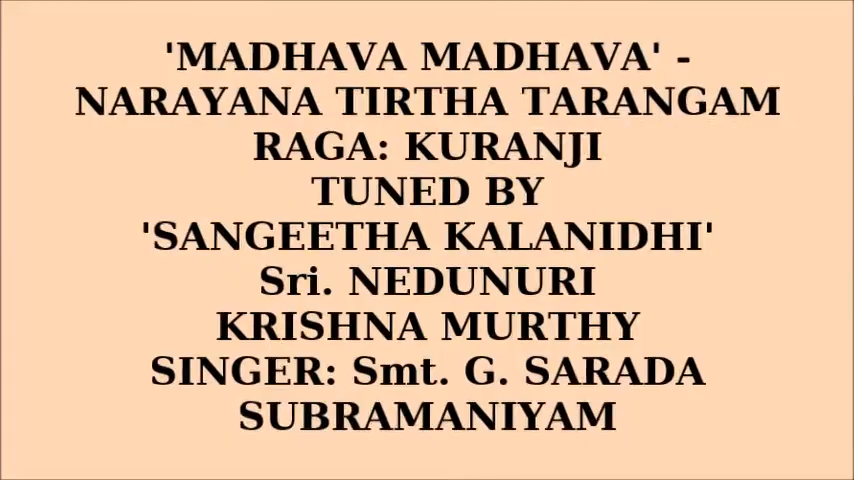 'MADHAVA MADHAVA' -
NARAYANA TIRTHA TARANGAM
RAGA: KURANJI
TUNED BY
'SANGEETHA KALANIDHI'
Sri. NEDUNURI
KRISHNA MURTHY
SINGER: Smt. G. SARADA
SUBRAMANIYAM